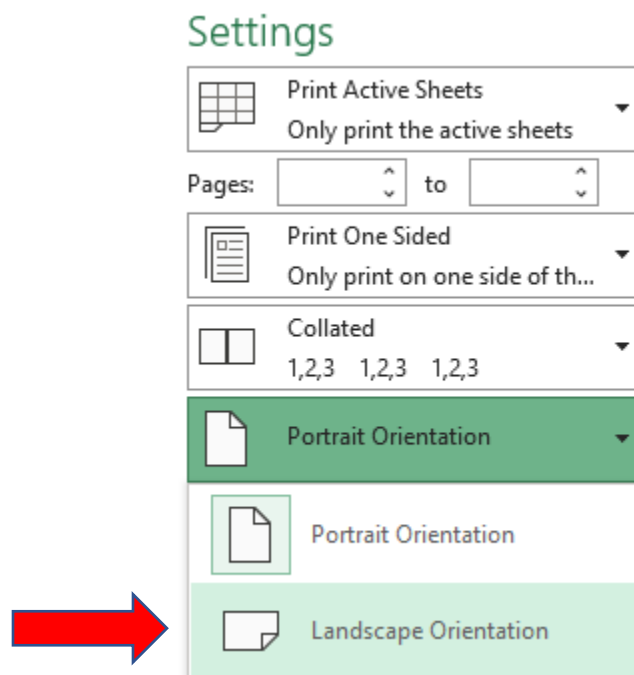 Settings
Print Active Sheets
Only print the active sheets
Pages: to
Print One Sided
Only print on one side of th...
Collated
1,2,3 1,2,3 1,2,3
Portrait Orientation
Portrait Orientation
Landscape Orientation